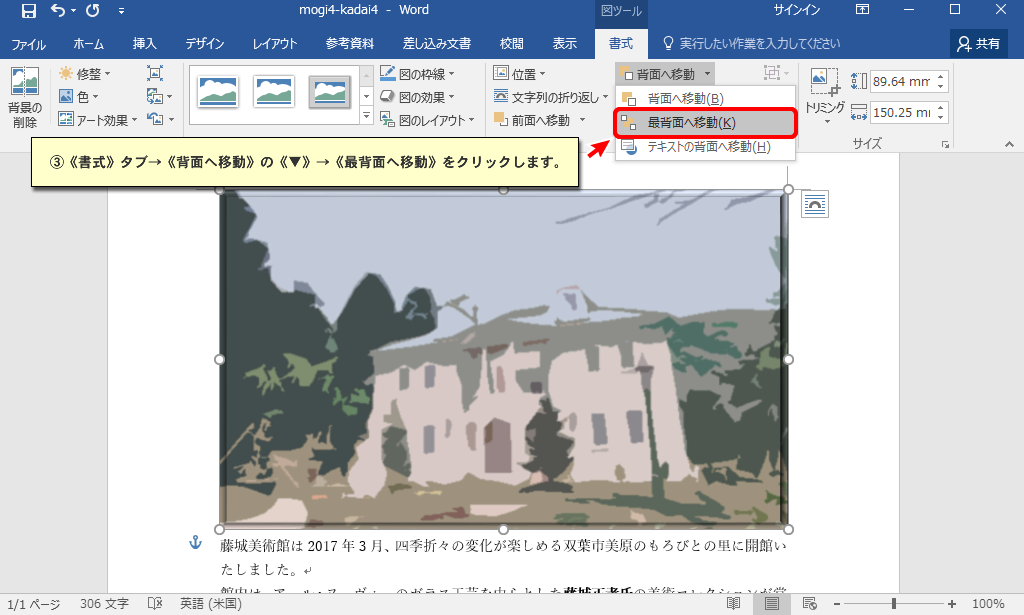 mogi4-kadai4 - Word
図ツール
サインイン
ファイル ホーム 挿入 デザイン レイアウト 参考資料 差し込み文書 校閲 表示 書式 実行したい作業を入力してください 共有
背景の削除
修整
色
アート効果
図の枠線
図の効果
図のレイアウト
位置
文字列の折り返し
前面へ移動
背面へ移動
背面へ移動(B)
最背面へ移動(K)
テキストの背面へ移動(H)
トリミング
89.64 mm
150.25 mm
サイズ
③《書式》タブ→《背面へ移動》の《▼》→《最背面へ移動》をクリックします。
藤城美術館は 2017 年 3 月、四季折々の変化が楽しめる双葉市美原のもろびとの里に開館い
たしました。
1/1 ページ 306 文字 英語 (米国) 100%